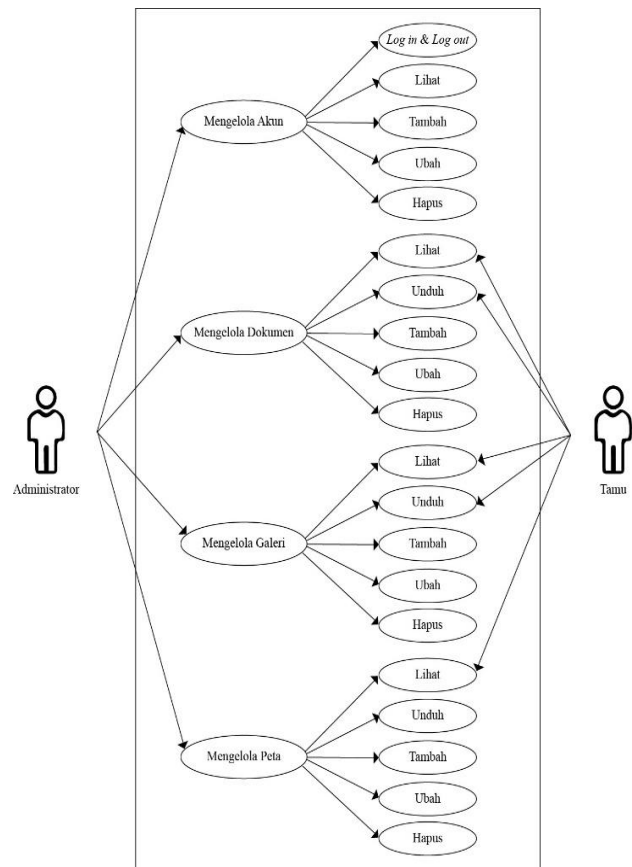 Log in & Log out
Lihat
Mengelola Akun
Tambah
Ubah
Hapus
Lihat
Unduh
Mengelola Dokumen
Tambah
Ubah
Hapus
Administrator
Tamu
Lihat
Unduh
Mengelola Galeri
Tambah
Ubah
Hapus
Lihat
Unduh
Mengelola Peta
Tambah
Ubah
Hapus